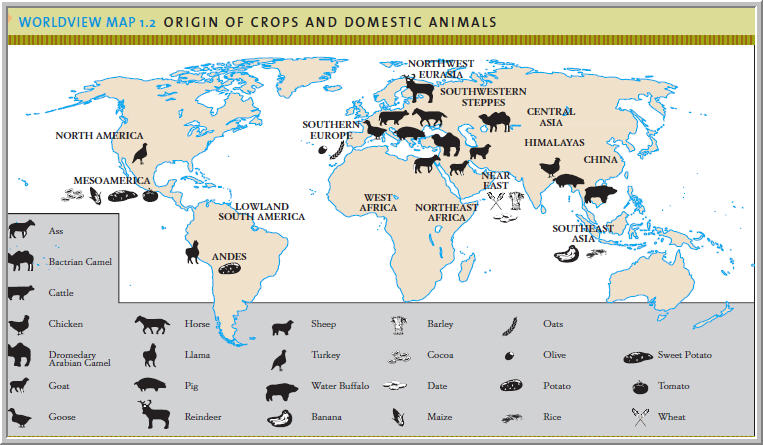 WORLDVIEW MAP 1.2 ORIGIN OF CROPS AND DOMESTIC ANIMALS
NORTHWEST
EURASIA
SOUTHWESTERN
STEPPES
CENTRAL
ASIA
SOUTHERN
EUROPE
NORTH AMERICA
HIMALAYAS
CHINA
MESOAMERICA
NEAR
EAST
WEST
AFRICA
NORTHEAST
AFRICA
LOWLAND
SOUTH AMERICA
SOUTHEAST
ASIA
ANDES
Ass
Bactrian Camel
Cattle
Chicken
Dromedary
Arabian Camel
Goat
Goose
Horse
Llama
Pig
Reindeer
Sheep
Turkey
Water Buffalo
Banana
Barley
Cocoa
Date
Maize
Oats
Olive
Potato
Rice
Sweet Potato
Tomato
Wheat